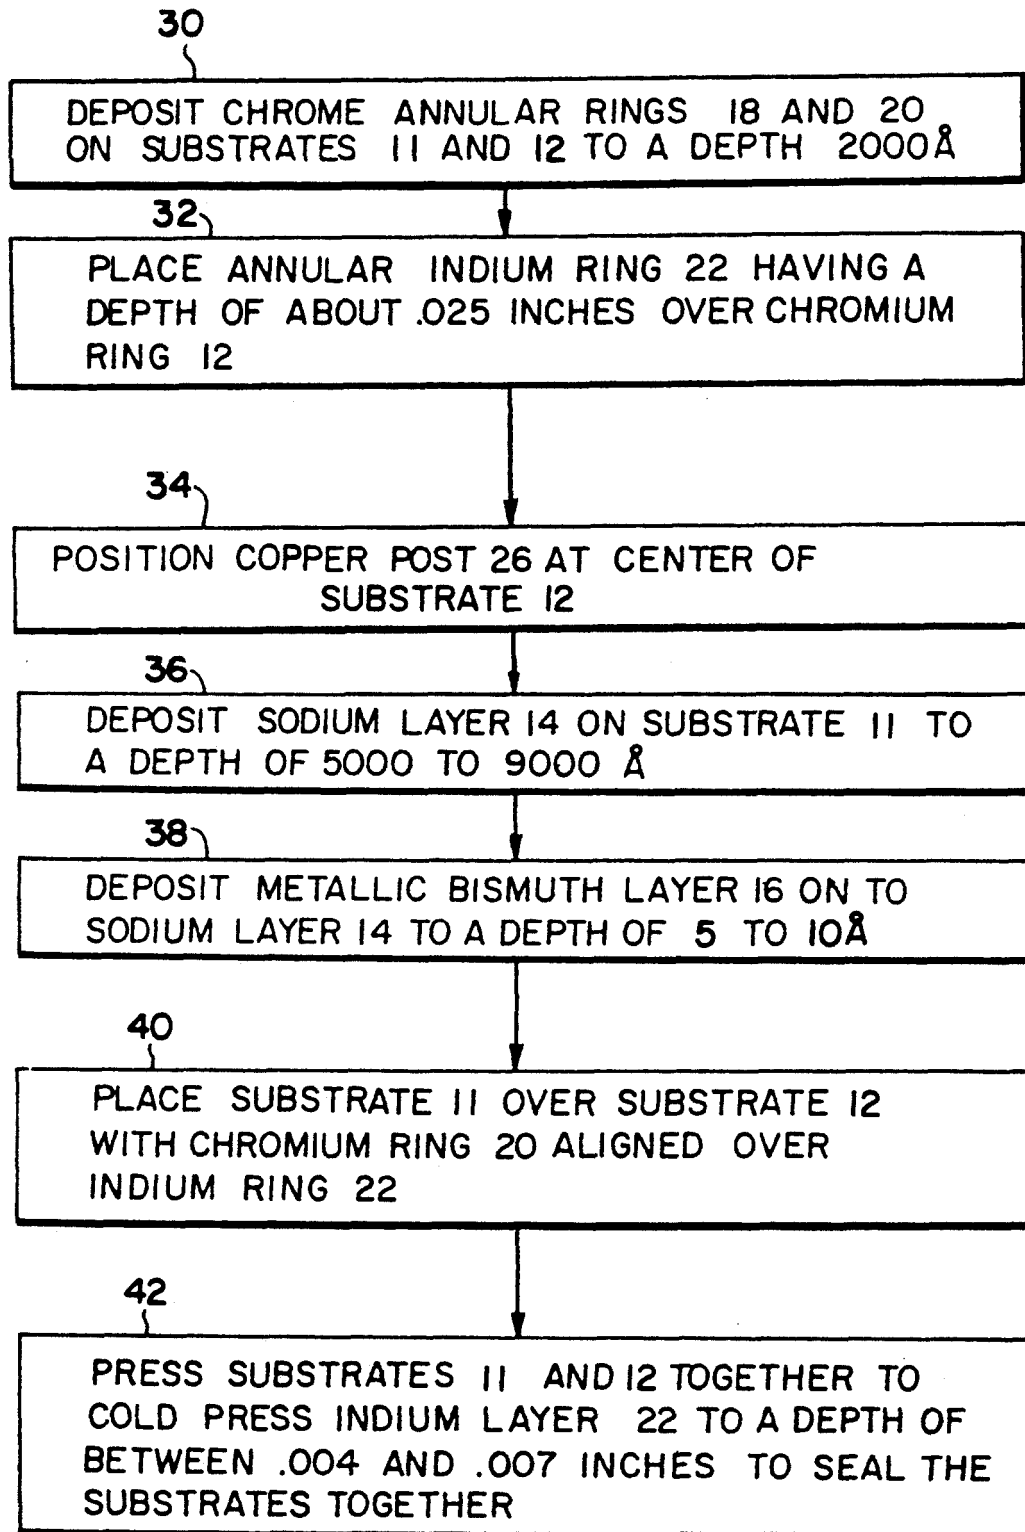 30
DEPOSIT CHROME ANNULAR RINGS 18 AND 20
ON SUBSTRATES 11 AND 12 TO A DEPTH 2000Å
32
PLACE ANNULAR INDIUM RING 22 HAVING A
DEPTH OF ABOUT .025 INCHES OVER CHROMIUM
RING 12
34
POSITION COPPER POST 26 AT CENTER OF
SUBSTRATE 12
36
DEPOSIT SODIUM LAYER 14 ON SUBSTRATE 11 TO
A DEPTH OF 5000 TO 9000 Å
38
DEPOSIT METALLIC BISMUTH LAYER 16 ON TO
SODIUM LAYER 14 TO A DEPTH OF 5 TO 10Å
40
PLACE SUBSTRATE 11 OVER SUBSTRATE 12
WITH CHROMIUM RING 20 ALIGNED OVER
INDIUM RING 22
42
PRESS SUBSTRATES 11 AND 12 TOGETHER TO
COLD PRESS INDIUM LAYER 22 TO A DEPTH OF
BETWEEN .004 AND .007 INCHES TO SEAL THE
SUBSTRATES TOGETHER